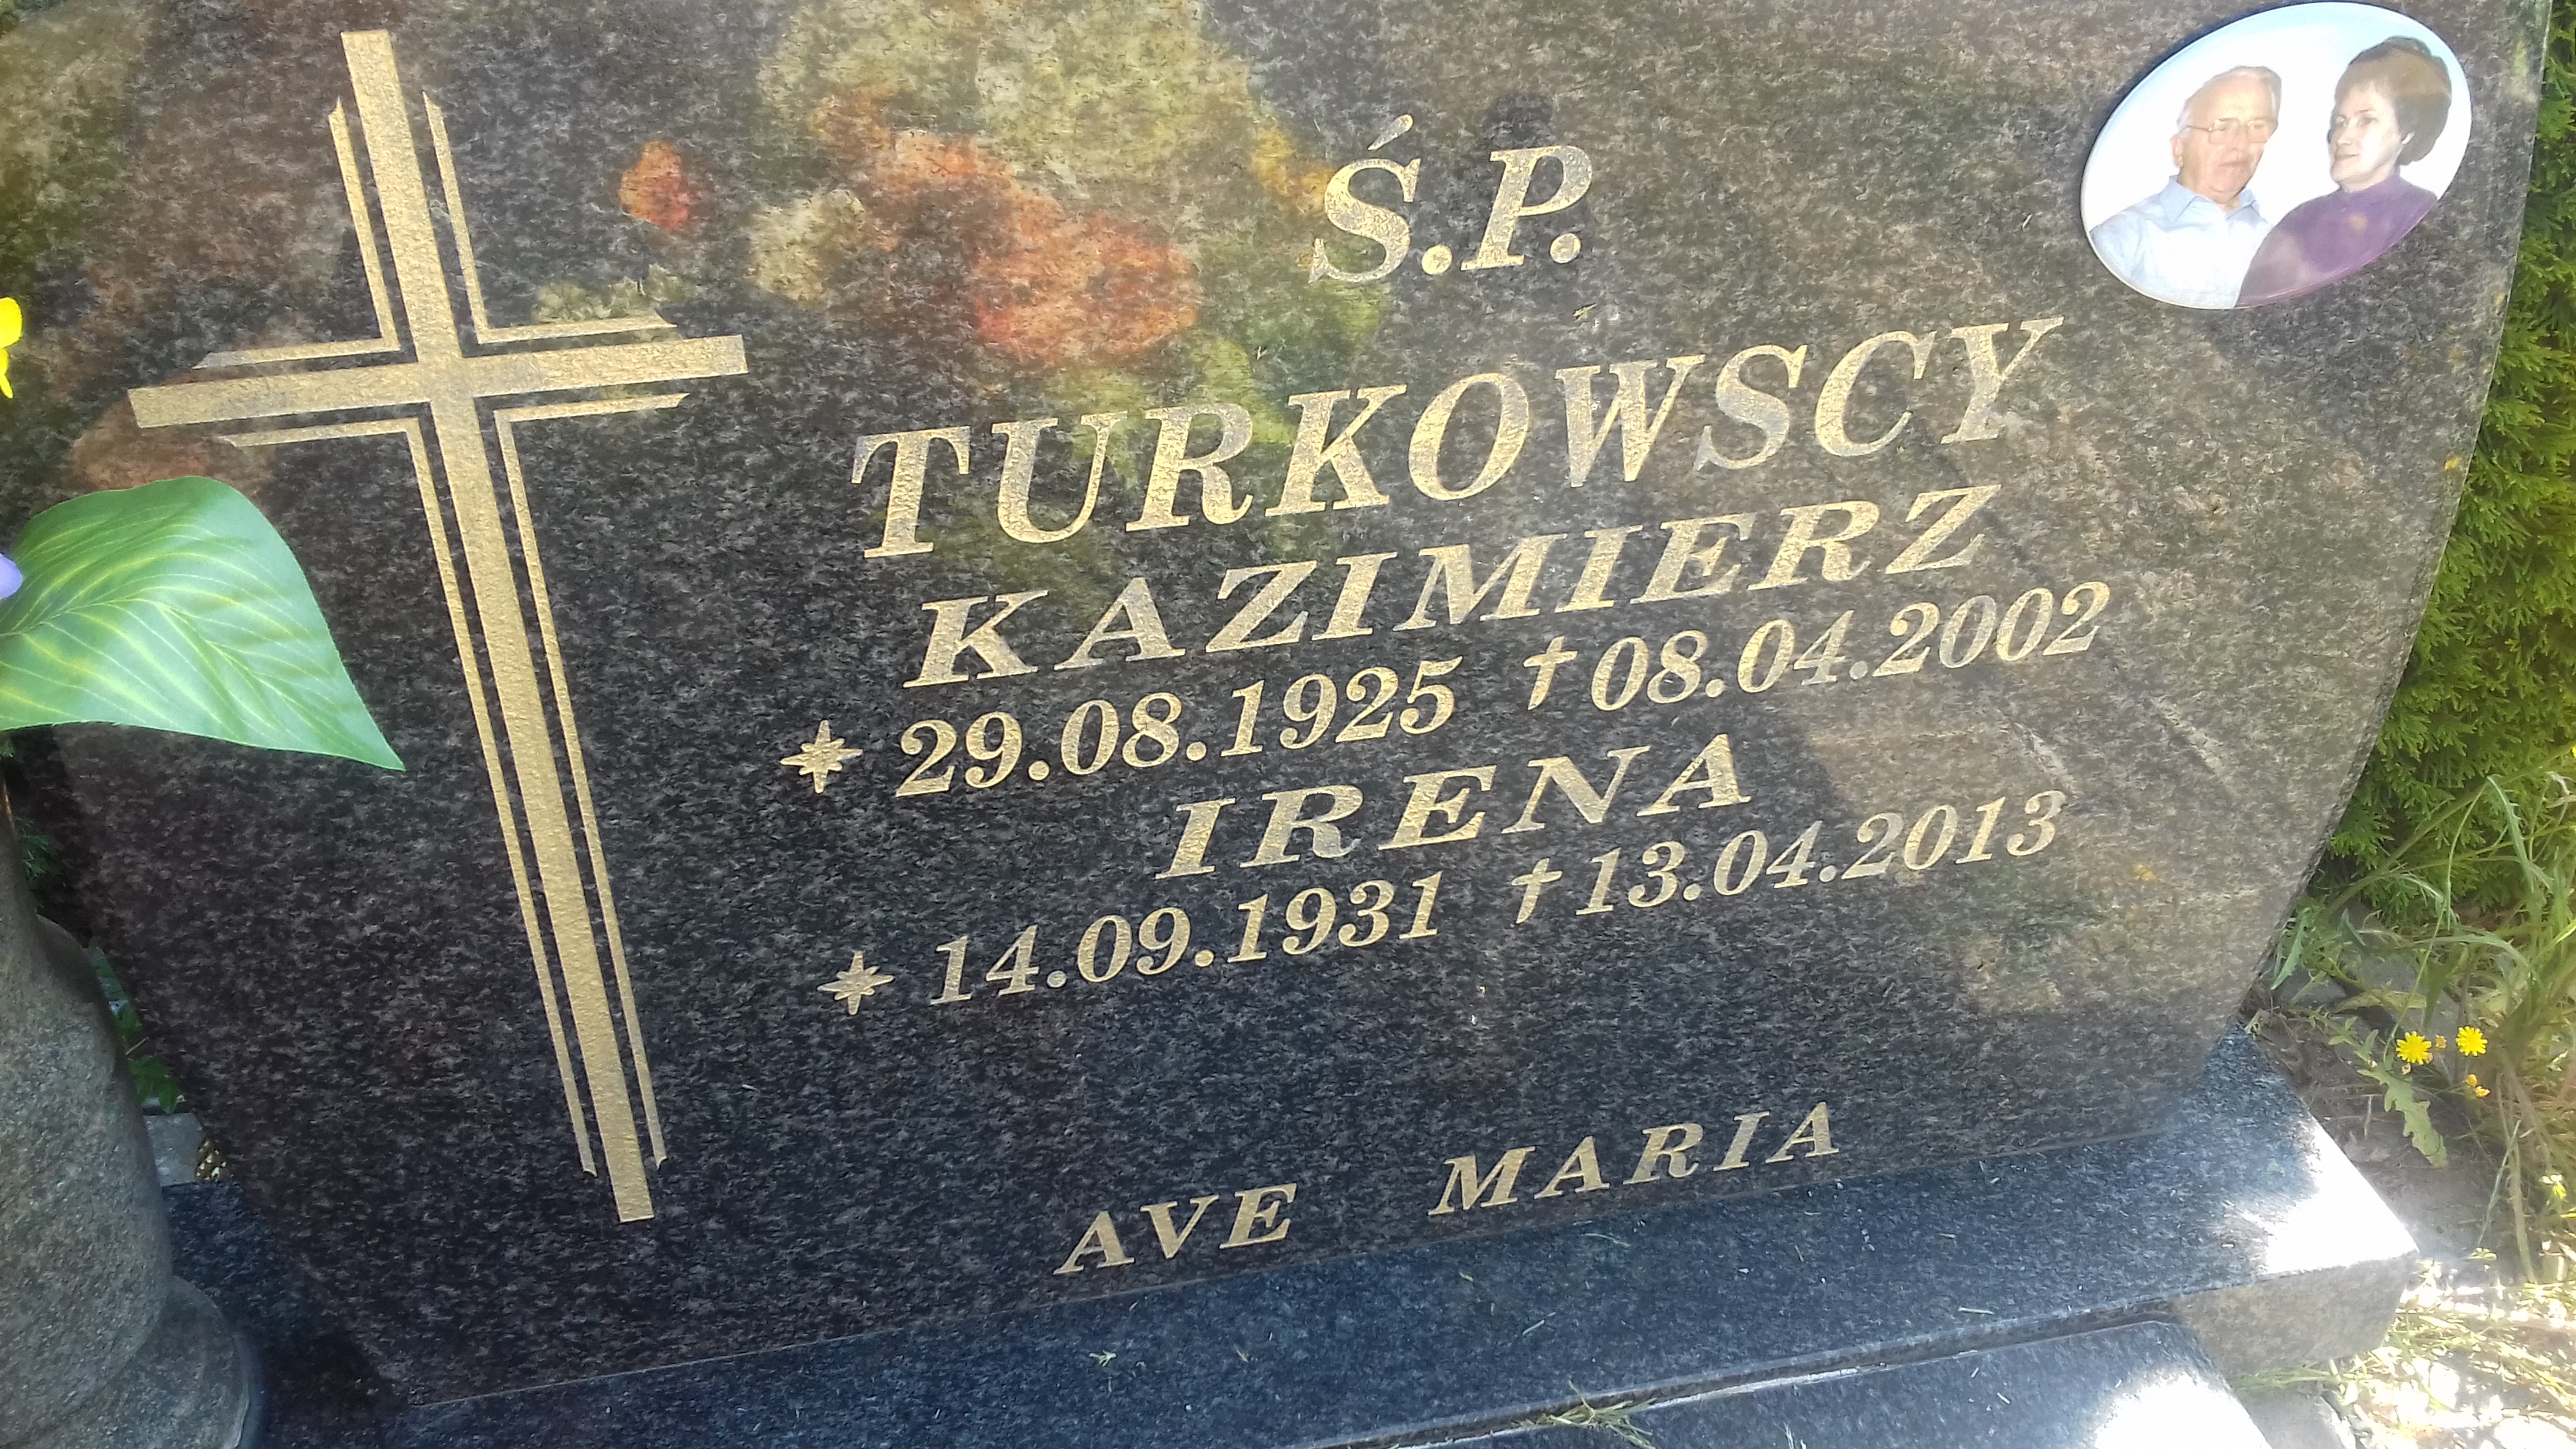 Ś.P.
TURKOWSCY
KAZIMIERZ
* 29.08.1925 † 08.04.2002
IRENA
* 14.09.1931 † 13.04.2013
AVE MARIA